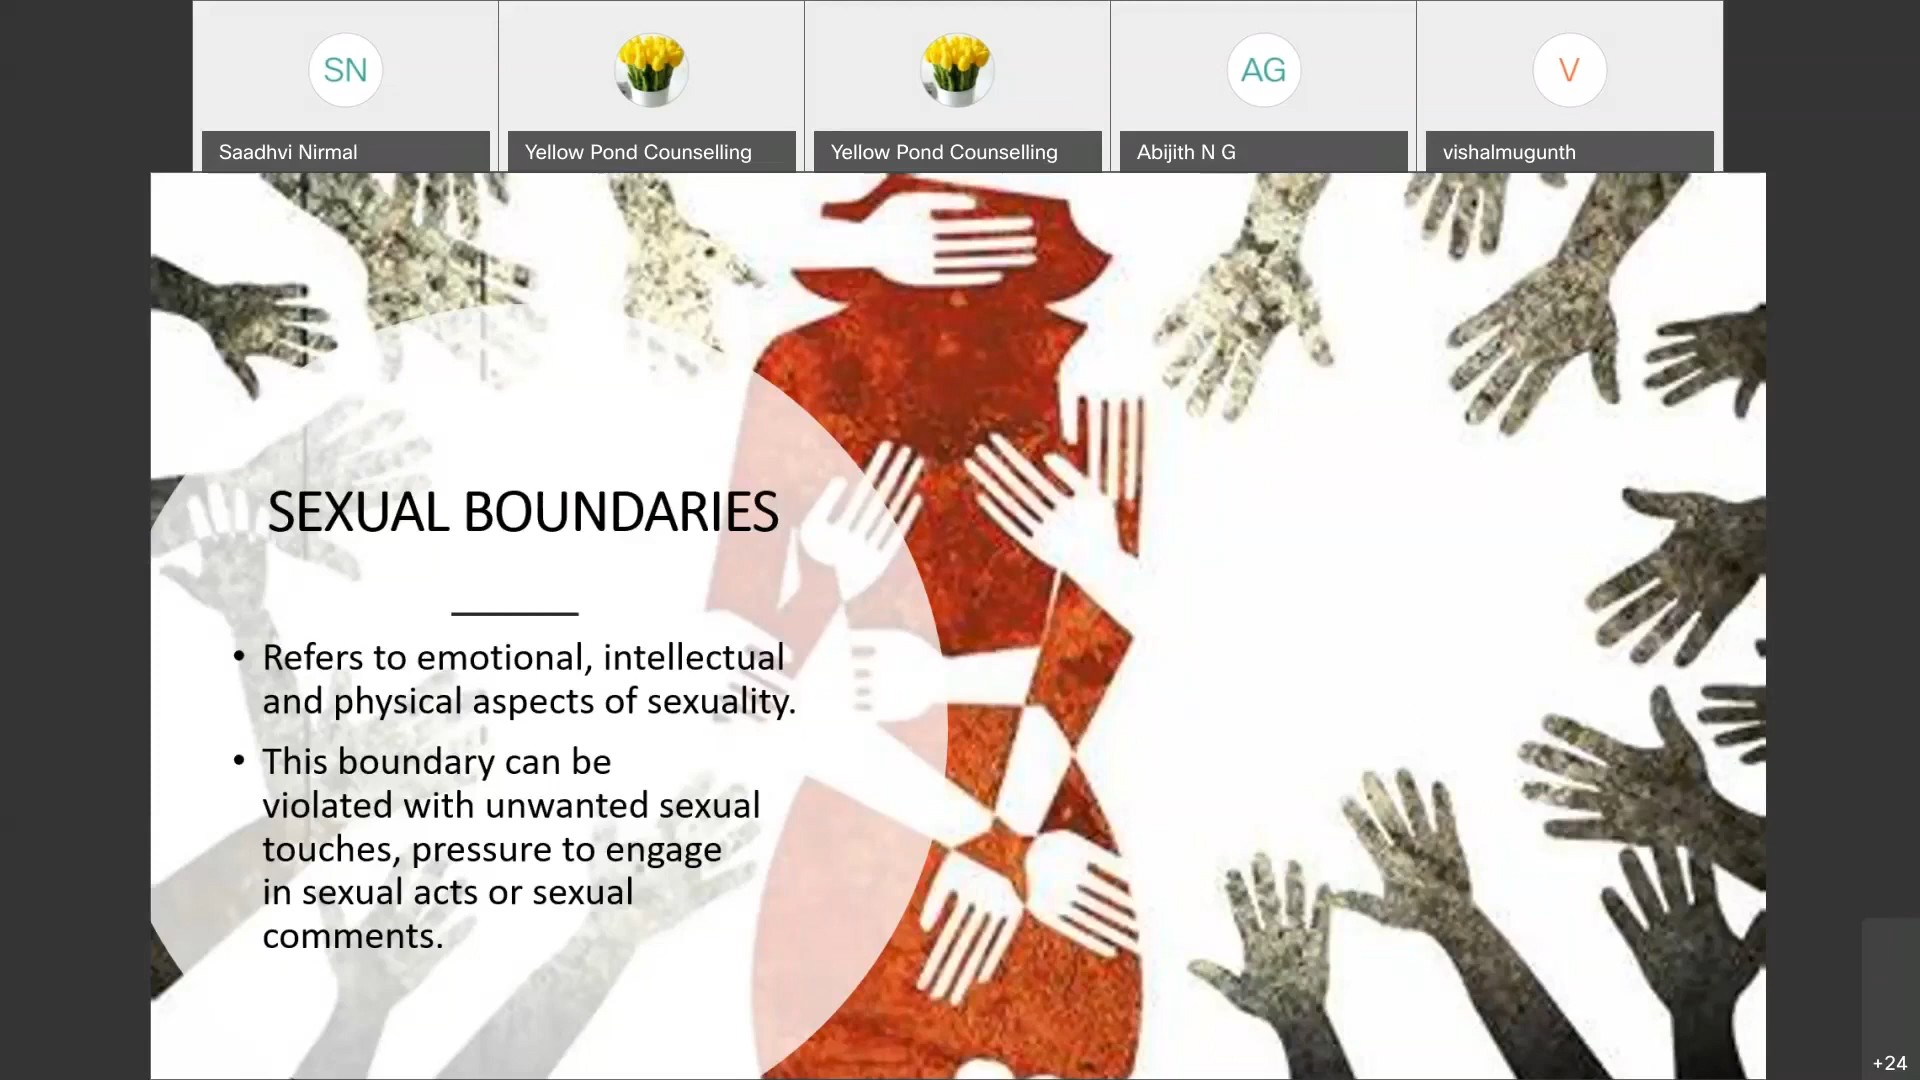 SN
AG
V
Saadhvi Nirmal
Yellow Pond Counselling
Yellow Pond Counselling
Abijith N G
vishalmugunth
SEXUAL BOUNDARIES
• Refers to emotional, intellectual
and physical aspects of sexuality.
• This boundary can be
violated with unwanted sexual
touches, pressure to engage
in sexual acts or sexual
comments.
+24